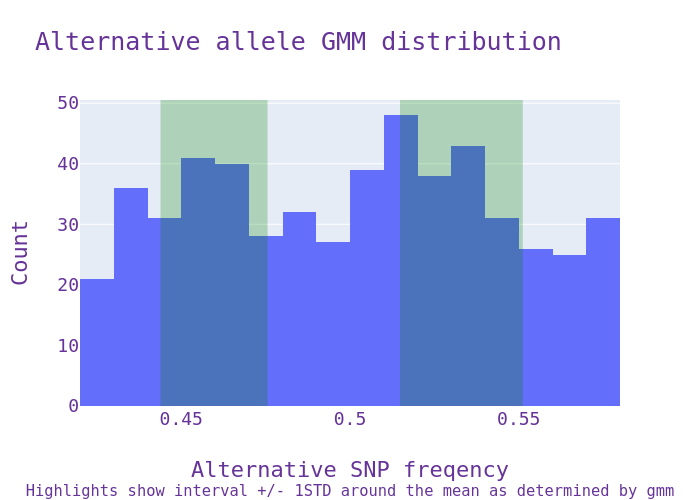 Alternative allele GMM distribution
50
40
30
20
10
0
Count
0.45
0.5
0.55
Alternative SNP freqency
Highlights show interval +/- 1STD around the mean as determined by gmm